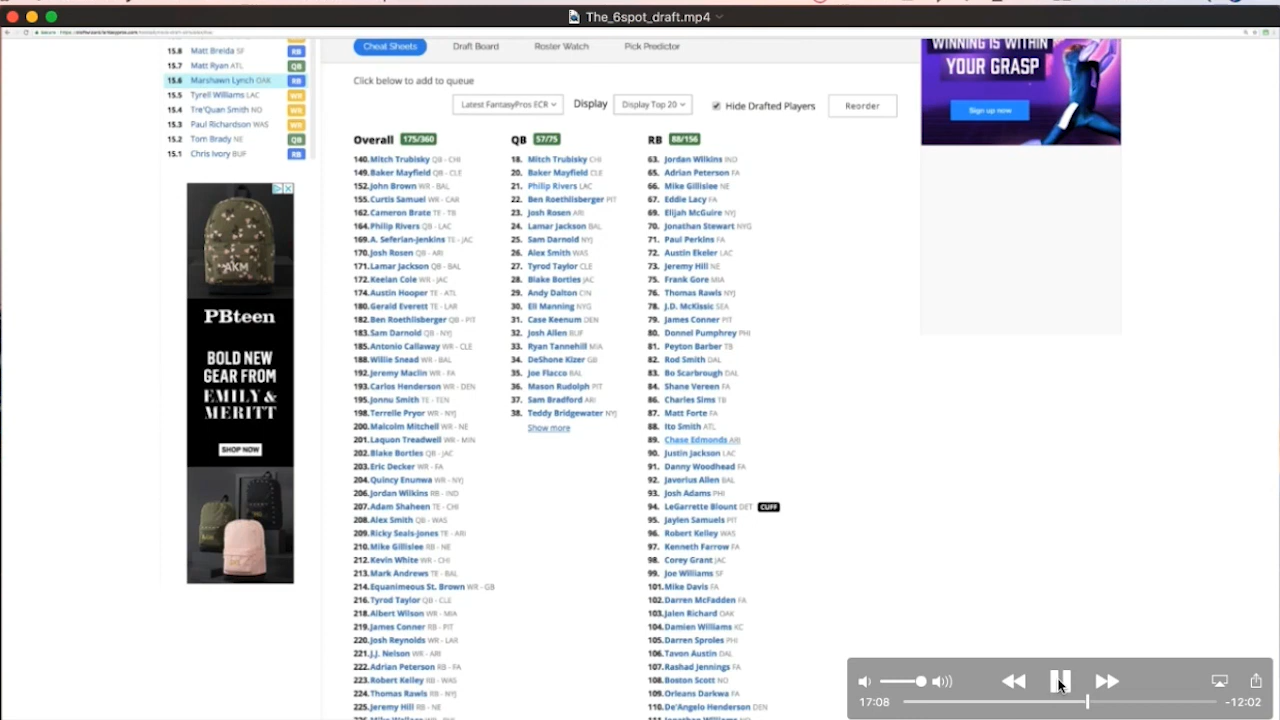 The_6spot_draft.mp4
15.8 Matt Breida SF RB
15.7 Matt Ryan ATL QB
15.6 Marshawn Lynch OAK RB
15.5 Tyrell Williams LAC WR
15.4 Tre'Quan Smith NO WR
15.3 Paul Richardson WAS WR
15.2 Tom Brady NE QB
15.1 Chris Ivory BUF RB
AKM
PBteen
BOLD NEW
GEAR FROM
EMILY &
MERITT
SHOP NOW
Cheat Sheets Draft Board Roster Watch Pick Predictor
Click below to add to queue
Latest FantasyPros ECR Display Display Top 20 Hide Drafted Players Reorder
Overall 175/360
140. Mitch Trubisky QB - CHI
149. Baker Mayfield QB - CLE
152. John Brown WR - BAL
155. Curtis Samuel WR - CAR
162. Cameron Brate TE - TB
164. Philip Rivers QB - LAC
169. A. Seferian-Jenkins TE - JAC
170. Josh Rosen QB - ARI
171. Lamar Jackson QB - BAL
172. Keelan Cole WR - JAC
174. Austin Hooper TE - ATL
180. Gerald Everett TE - LAR
182. Ben Roethlisberger QB - PIT
183. Sam Darnold QB - NYJ
185. Antonio Callaway WR - CLE
188. Willie Snead WR - BAL
192. Jeremy Maclin WR - FA
193. Carlos Henderson WR - DEN
195. Jonnu Smith TE - TEN
198. Terrelle Pryor WR - NYJ
200. Malcolm Mitchell WR - NE
201. Laquon Treadwell WR - MIN
202. Blake Bortles QB - JAC
203. Eric Decker WR - FA
204. Quincy Enunwa WR - NYJ
206. Jordan Wilkins RB - IND
207. Adam Shaheen TE - CHI
208. Alex Smith QB - WAS
209. Ricky Seals-Jones TE - ARI
210. Mike Gillislee RB - NE
212. Kevin White WR - CHI
213. Mark Andrews TE - BAL
214. Equanimeous St. Brown WR - GB
216. Tyrod Taylor QB - CLE
218. Albert Wilson WR - MIA
219. James Conner RB - PIT
220. Josh Reynolds WR - LAR
221. J.J. Nelson WR - ARI
222. Adrian Peterson RB - FA
223. Robert Kelley RB - WAS
224. Thomas Rawls RB - NYJ
225. Jeremy Hill RB - NE
QB 57/75
18. Mitch Trubisky CHI
20. Baker Mayfield CLE
21. Philip Rivers LAC
22. Ben Roethlisberger PIT
23. Josh Rosen ARI
24. Lamar Jackson BAL
25. Sam Darnold NYJ
26. Alex Smith WAS
27. Tyrod Taylor CLE
28. Blake Bortles JAC
29. Andy Dalton CIN
30. Eli Manning NYG
31. Case Keenum DEN
32. Josh Allen BUF
33. Ryan Tannehill MIA
34. DeShone Kizer GB
35. Joe Flacco BAL
36. Mason Rudolph PIT
37. Sam Bradford ARI
38. Teddy Bridgewater NYJ
Show more
RB 88/156
63. Jordan Wilkins IND
65. Adrian Peterson FA
66. Mike Gillislee NE
67. Eddie Lacy FA
69. Elijah McGuire NYJ
70. Jonathan Stewart NYG
71. Paul Perkins FA
72. Austin Ekeler LAC
73. Jeremy Hill NE
75. Frank Gore MIA
76. Thomas Rawls NYJ
78. J.D. McKissic SEA
79. James Conner PIT
80. Donnel Pumphrey PHI
81. Peyton Barber TB
82. Rod Smith DAL
83. Bo Scarbrough DAL
84. Shane Vereen FA
86. Charles Sims TB
87. Matt Forte FA
88. Ito Smith ATL
89. Chase Edmonds ARI
90. Justin Jackson LAC
91. Danny Woodhead FA
92. Javorius Allen BAL
93. Josh Adams PHI
94. LeGarrette Blount DET CUFF
95. Jaylen Samuels PIT
96. Robert Kelley WAS
97. Kenneth Farrow FA
98. Corey Grant JAC
99. Joe Williams SF
101. Mike Davis FA
102. Darren McFadden FA
103. Jalen Richard OAK
104. Damien Williams KC
105. Darren Sproles PHI
106. Tavon Austin DAL
107. Rashad Jennings FA
108. Boston Scott NO
109. Orleans Darkwa FA
110. De'Angelo Henderson DEN
WINNING IS WITHIN
YOUR GRASP
Sign up now
17:08 -12:02